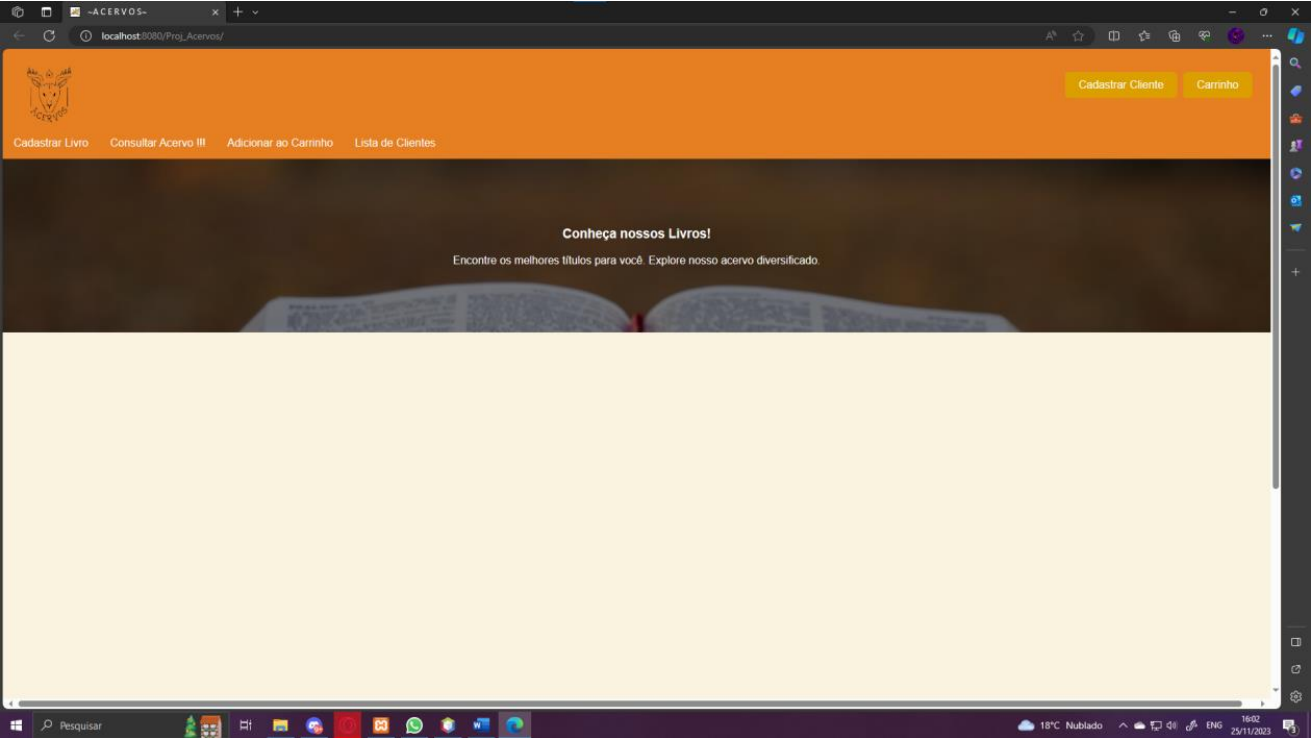 ~ACERVOS~
localhost:8080/Proj_Acervos/
ACERVOS
Cadastrar Cliente
Carrinho
Cadastrar Livro
Consultar Acervo !!!
Adicionar ao Carrinho
Lista de Clientes
Conheça nossos Livros!
Encontre os melhores títulos para você. Explore nosso acervo diversificado.
Pesquisar
18°C Nublado
ENG
16:02
25/11/2023